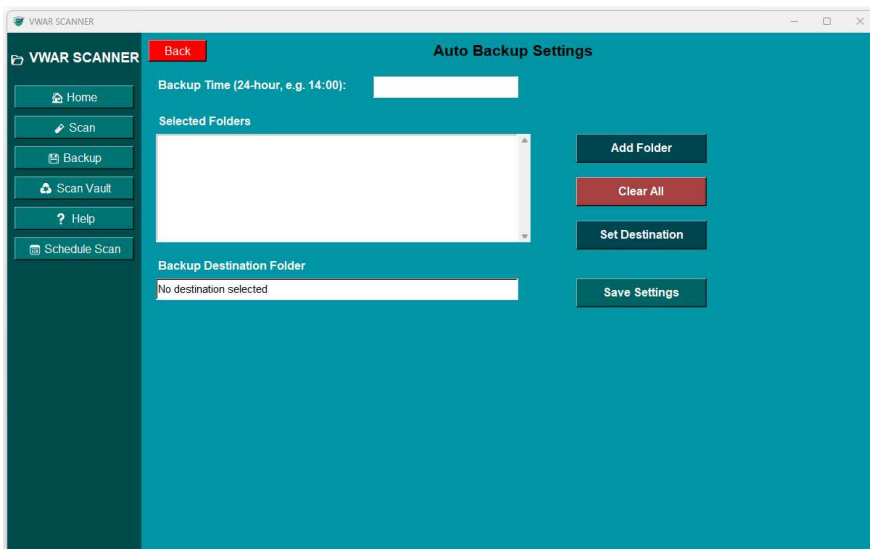 VWAR SCANNER
VWAR SCANNER
Home
Scan
Backup
Scan Vault
? Help
Schedule Scan
Back
Auto Backup Settings
Backup Time (24-hour, e.g. 14:00):
Selected Folders
Add Folder
Clear All
Set Destination
Backup Destination Folder
No destination selected
Save Settings